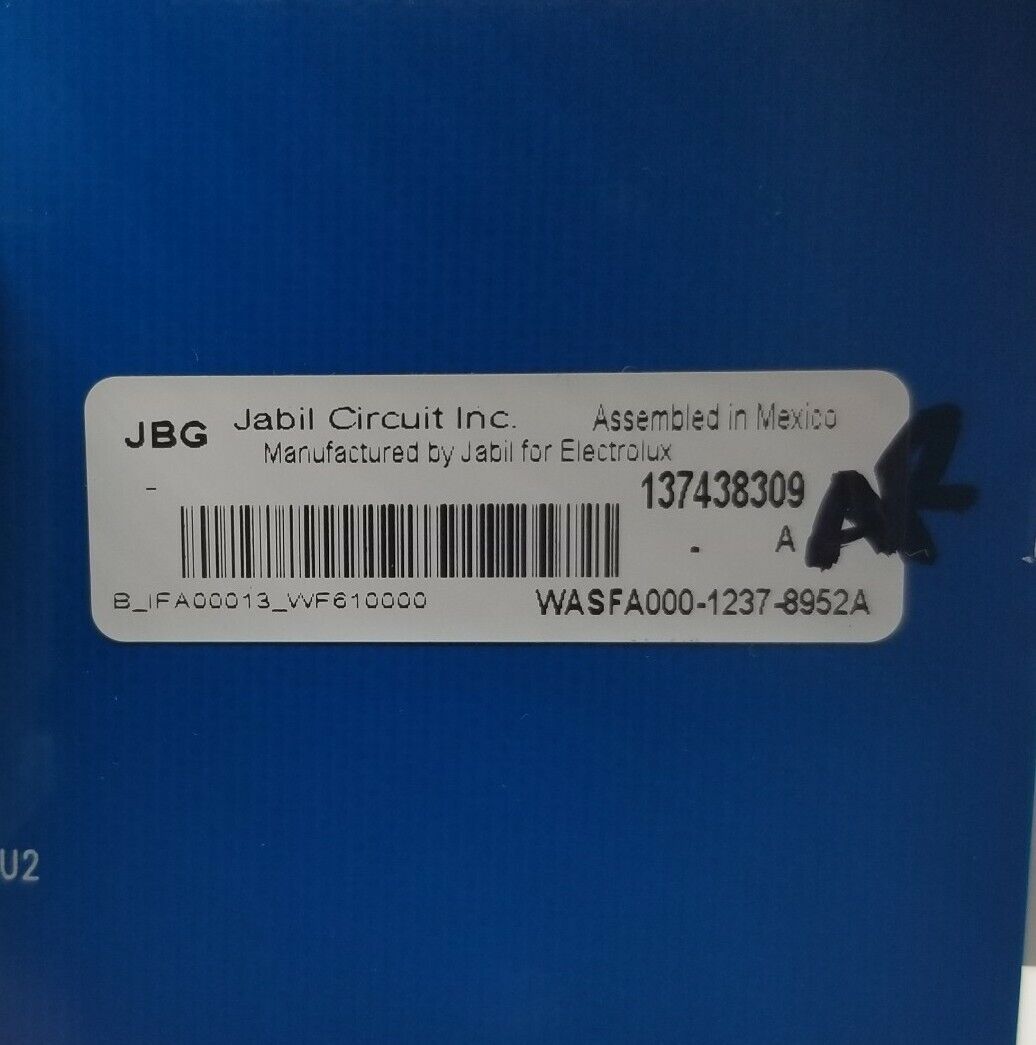 JBG Jabil Circuit Inc. Assembled in Mexico
Manufactured by Jabil for Electrolux
- 137438309
A
B_IFA00013_WF610000 WASFA000-1237-8952A
U2